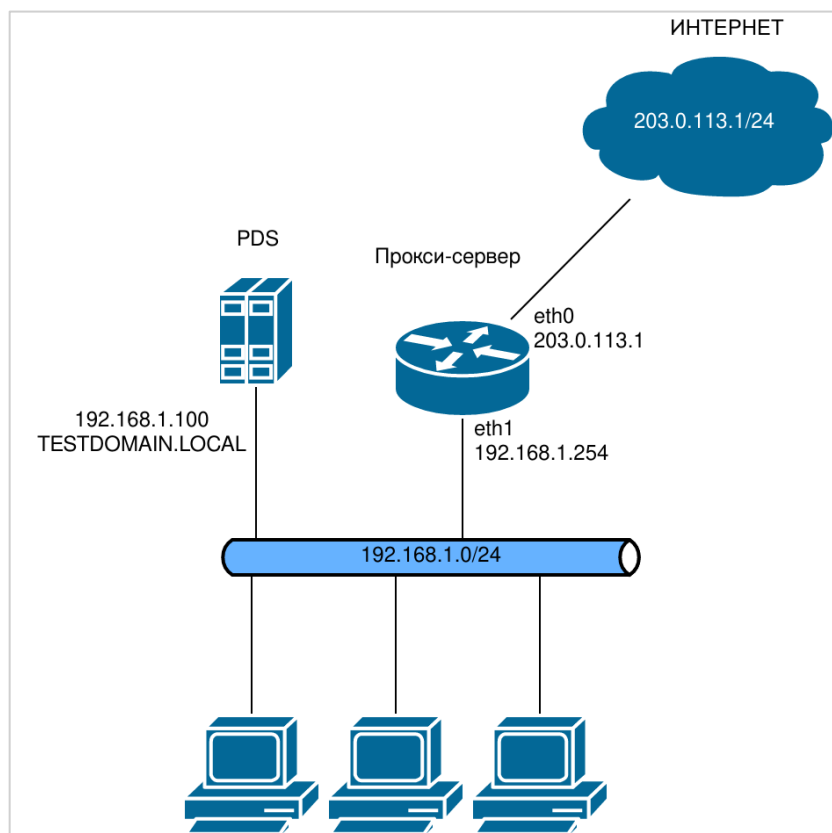 ИНТЕРНЕТ
203.0.113.1/24
PDS
Прокси-сервер
eth0
203.0.113.1
192.168.1.100
TESTDOMAIN.LOCAL
eth1
192.168.1.254
192.168.1.0/24